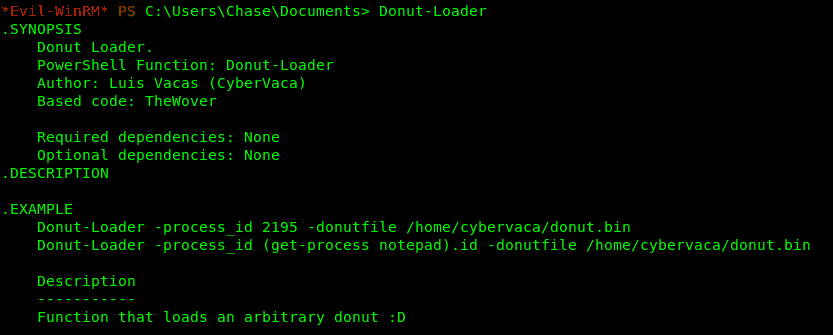 *Evil-WinRM* PS C:\Users\Chase\Documents> Donut-Loader
.SYNOPSIS
Donut Loader.
PowerShell Function: Donut-Loader
Author: Luis Vacas (CyberVaca)
Based code: TheWover
Required dependencies: None
Optional dependencies: None
.DESCRIPTION
.EXAMPLE
Donut-Loader -process_id 2195 -donutfile /home/cybervaca/donut.bin
Donut-Loader -process_id (get-process notepad).id -donutfile /home/cybervaca/donut.bin
Description
-----------
Function that loads an arbitrary donut :D